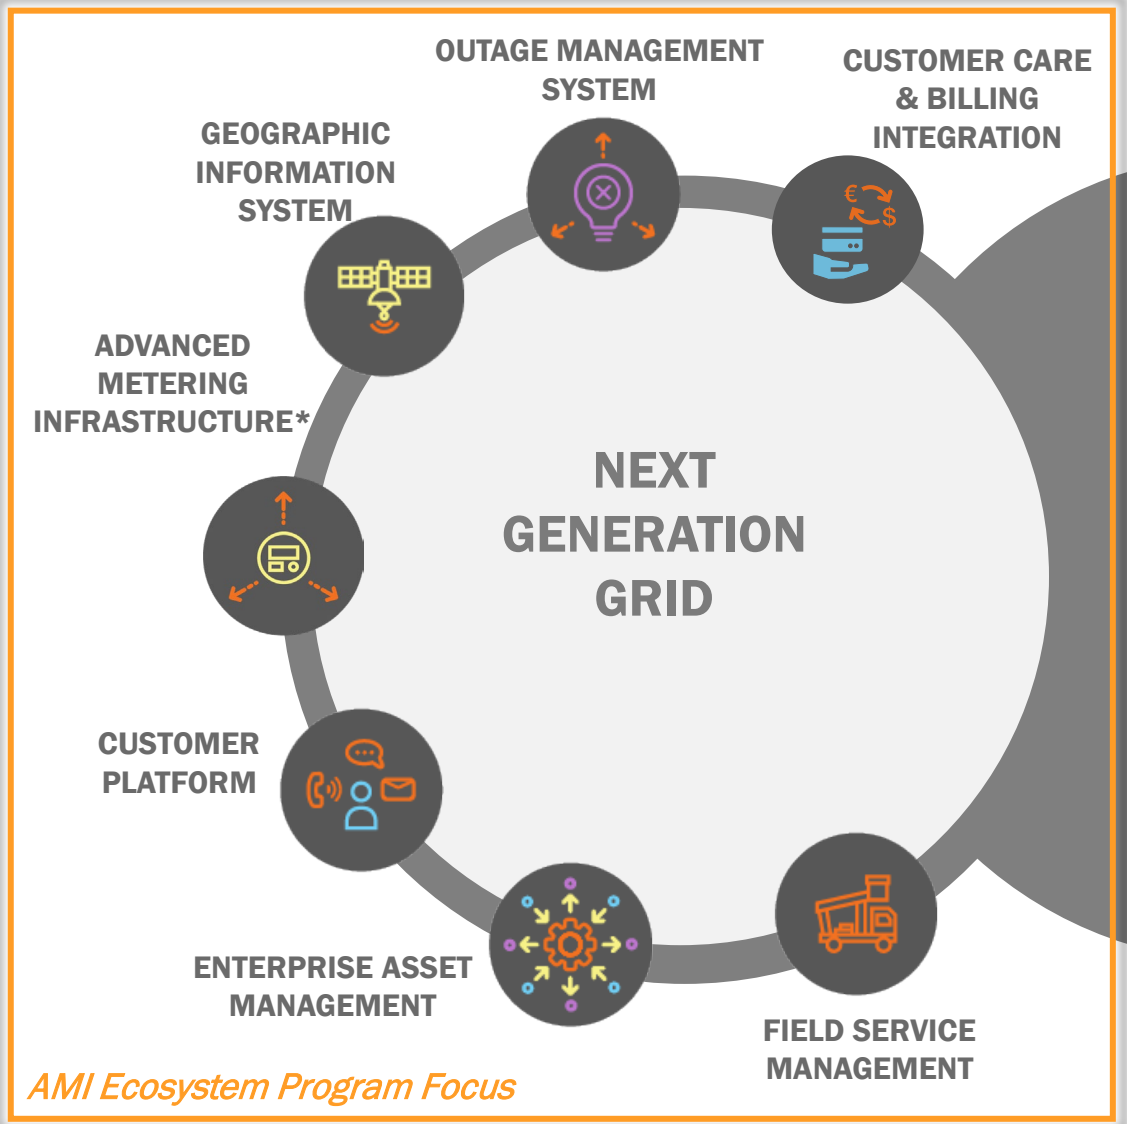 OUTAGE MANAGEMENT
SYSTEM
CUSTOMER CARE
& BILLING
INTEGRATION
GEOGRAPHIC
INFORMATION
SYSTEM
€
$
ADVANCED
METERING
INFRASTRUCTURE*
NEXT
GENERATION
GRID
CUSTOMER
PLATFORM
ENTERPRISE ASSET
MANAGEMENT
FIELD SERVICE
MANAGEMENT
AMI Ecosystem Program Focus